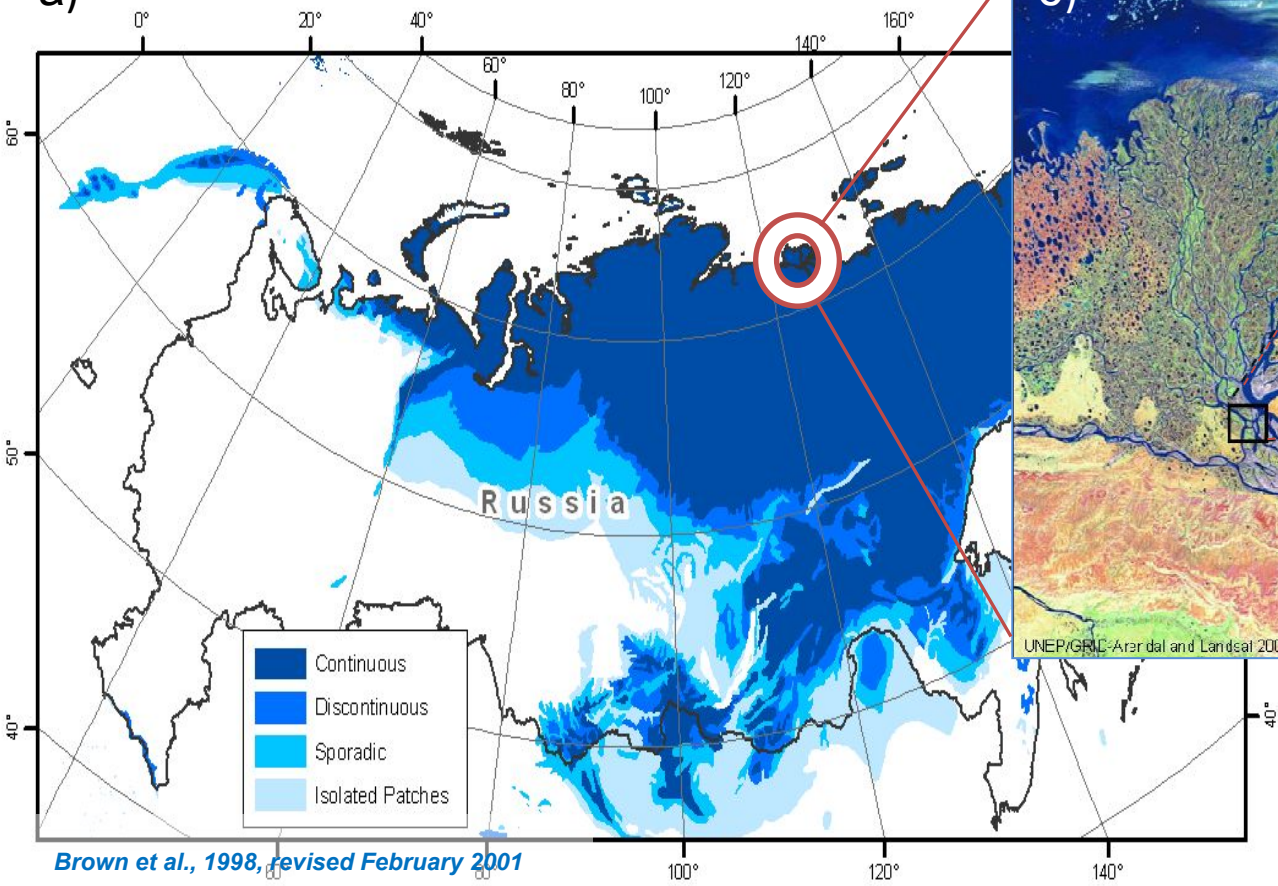 a)
0° 20° 40° 160°
140°
60°
80° 100° 120°
60°
50°
40°
Russia
Continuous
Discontinuous
Sporadic
Isolated Patches
40°
UNEP/GRID-Arendal and Landsat 200
Brown et al., 1998, revised February 2001
60° 80° 100° 120° 140°